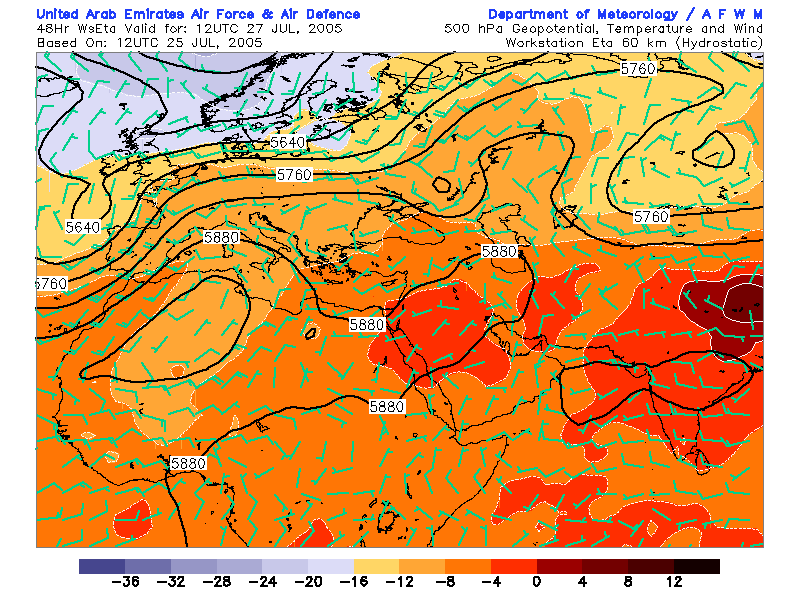 United Arab Emirates Air Force & Air Defence
Department of Meteorology / A F W M
48Hr WsEta Valid for: 12UTC 27 JUL, 2005
500 hPa Geopotential, Temperature and Wind
Based On: 12UTC 25 JUL, 2005
Workstation Eta 60 km (Hydrostatic)
5760
5640
5760
5760
5640
5880
5880
5760
5880
5880
5880
-36 -32 -28 -24 -20 -16 -12 -8 -4 0 4 8 12